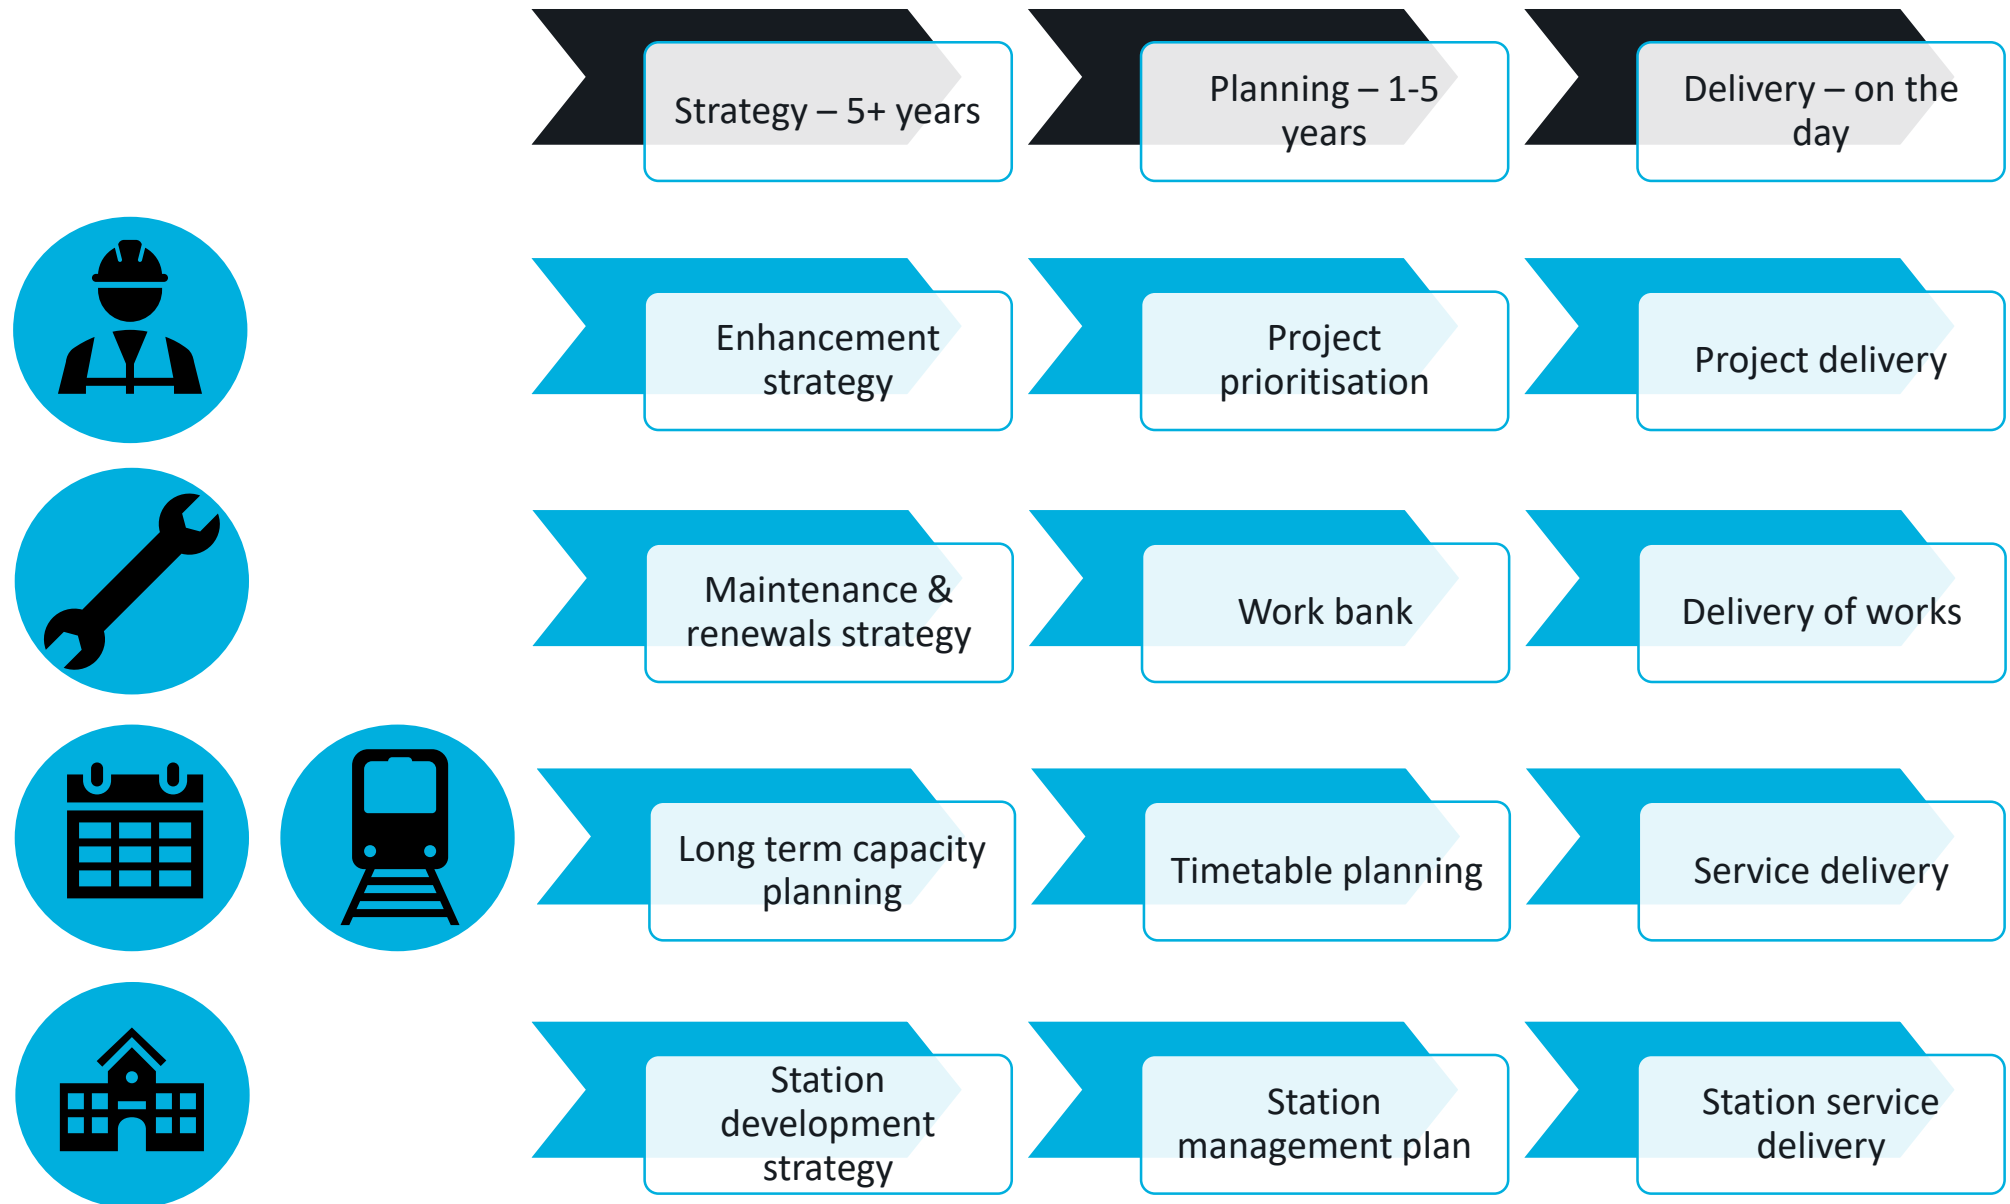 Strategy – 5+ years
Planning – 1-5
years
Delivery – on the
day
Enhancement
strategy
Project
prioritisation
Project delivery
Maintenance &
renewals strategy
Work bank
Delivery of works
Long term capacity
planning
Timetable planning
Service delivery
Station
development
strategy
Station
management plan
Station service
delivery